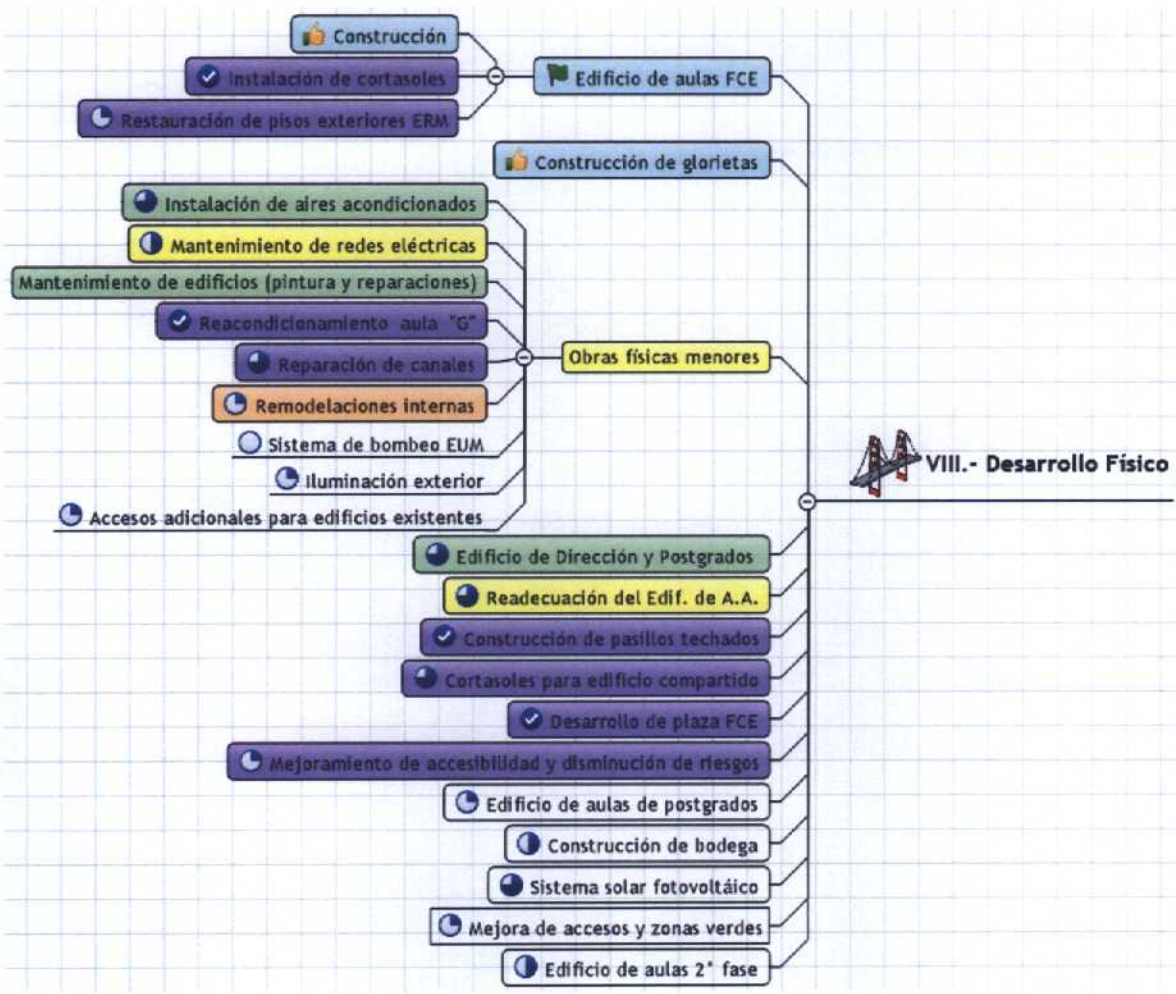 Construcción
Instalación de cortasoles
Restauración de pisos exteriores ERM
Edificio de aulas FCE
Construcción de glorietas
Instalación de aires acondicionados
Mantenimiento de redes eléctricas
Mantenimiento de edificios (pintura y reparaciones)
Reacondicionamiento aula "G"
Reparación de canales
Remodelaciones internas
Sistema de bombeo EUM
Iluminación exterior
Accesos adicionales para edificios existentes
Obras físicas menores
VIII.- Desarrollo Físico
Edificio de Dirección y Postgrados
Readecuación del Edif. de A.A.
Construcción de pasillos techados
Cortasoles para edificio compartido
Desarrollo de plaza FCE
Mejoramiento de accesibilidad y disminución de riesgos
Edificio de aulas de postgrados
Construcción de bodega
Sistema solar fotovoltáico
Mejora de accesos y zonas verdes
Edificio de aulas 2° fase